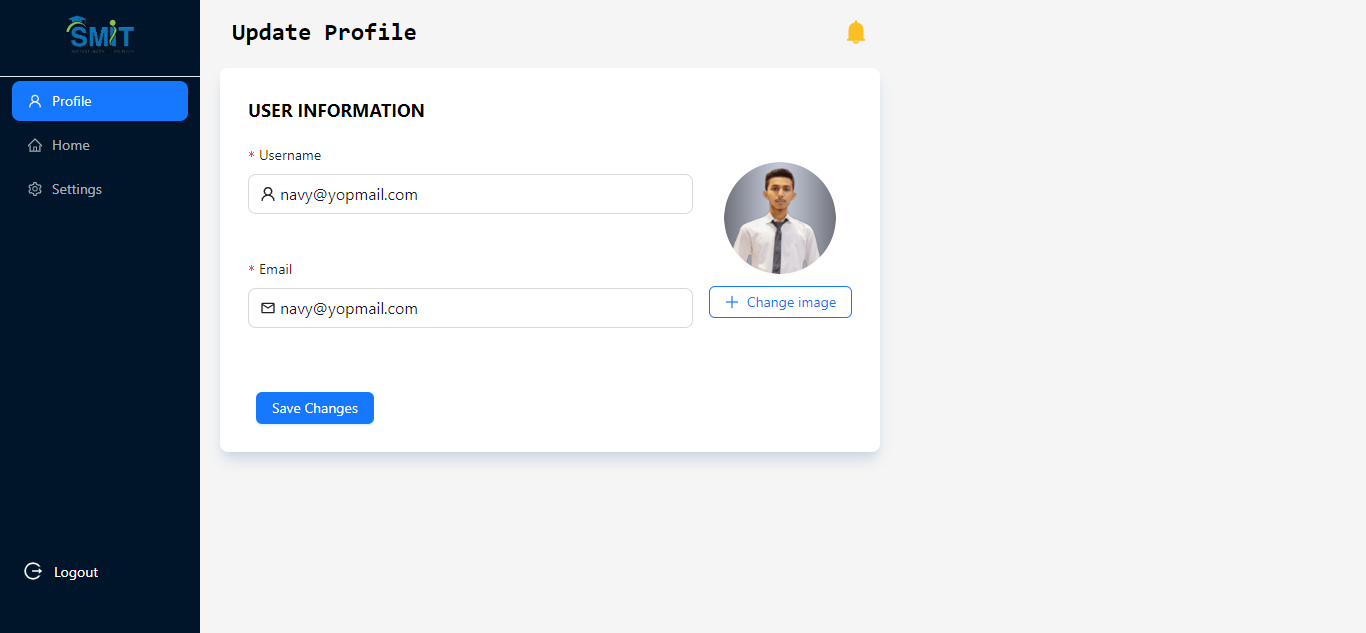 SMIT
Update Profile
Profile
Home
Settings
USER INFORMATION
* Username
navy@yopmail.com
* Email
navy@yopmail.com
Change image
Save Changes
Logout